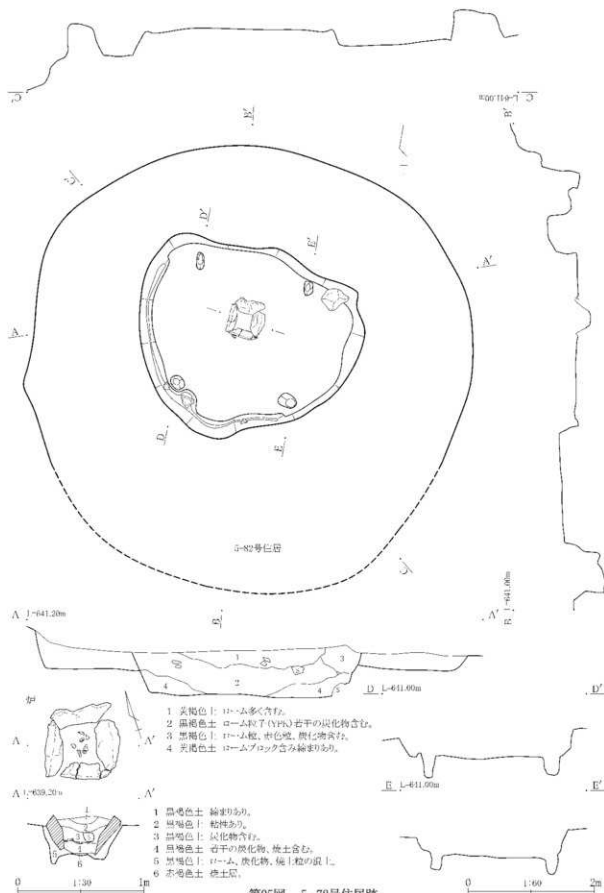 C'
L=641.00m
C
B'
B'
C'
D'
E'
A'
A
D
E
C
5-82号住居
B
B L=641.00m
A L=641.20m
A'
1
3
2
4
4
D L=641.00m
D'
炉
A
A'
1 黄褐色土 ローム多く含む。
2 黒褐色土 ローム粒子(YPK)若干の炭化物含む。
3 黒褐色土 ローム粒、赤色粒、炭化物含む。
4 黄褐色土 ロームブロック含み締まりあり。
E L=641.00m
E'
A L=639.20m
A'
1 黒褐色土 締まりあり。
2 黒褐色土 粘性あり。
3 黒褐色土 炭化物含む。
4 黒褐色土 若干の炭化物、焼土含む。
5 黒褐色土 ローム、炭化物、焼土粒の混土。
6 赤褐色土 焼土層。
0 1:30 1m
0 1:60 2m